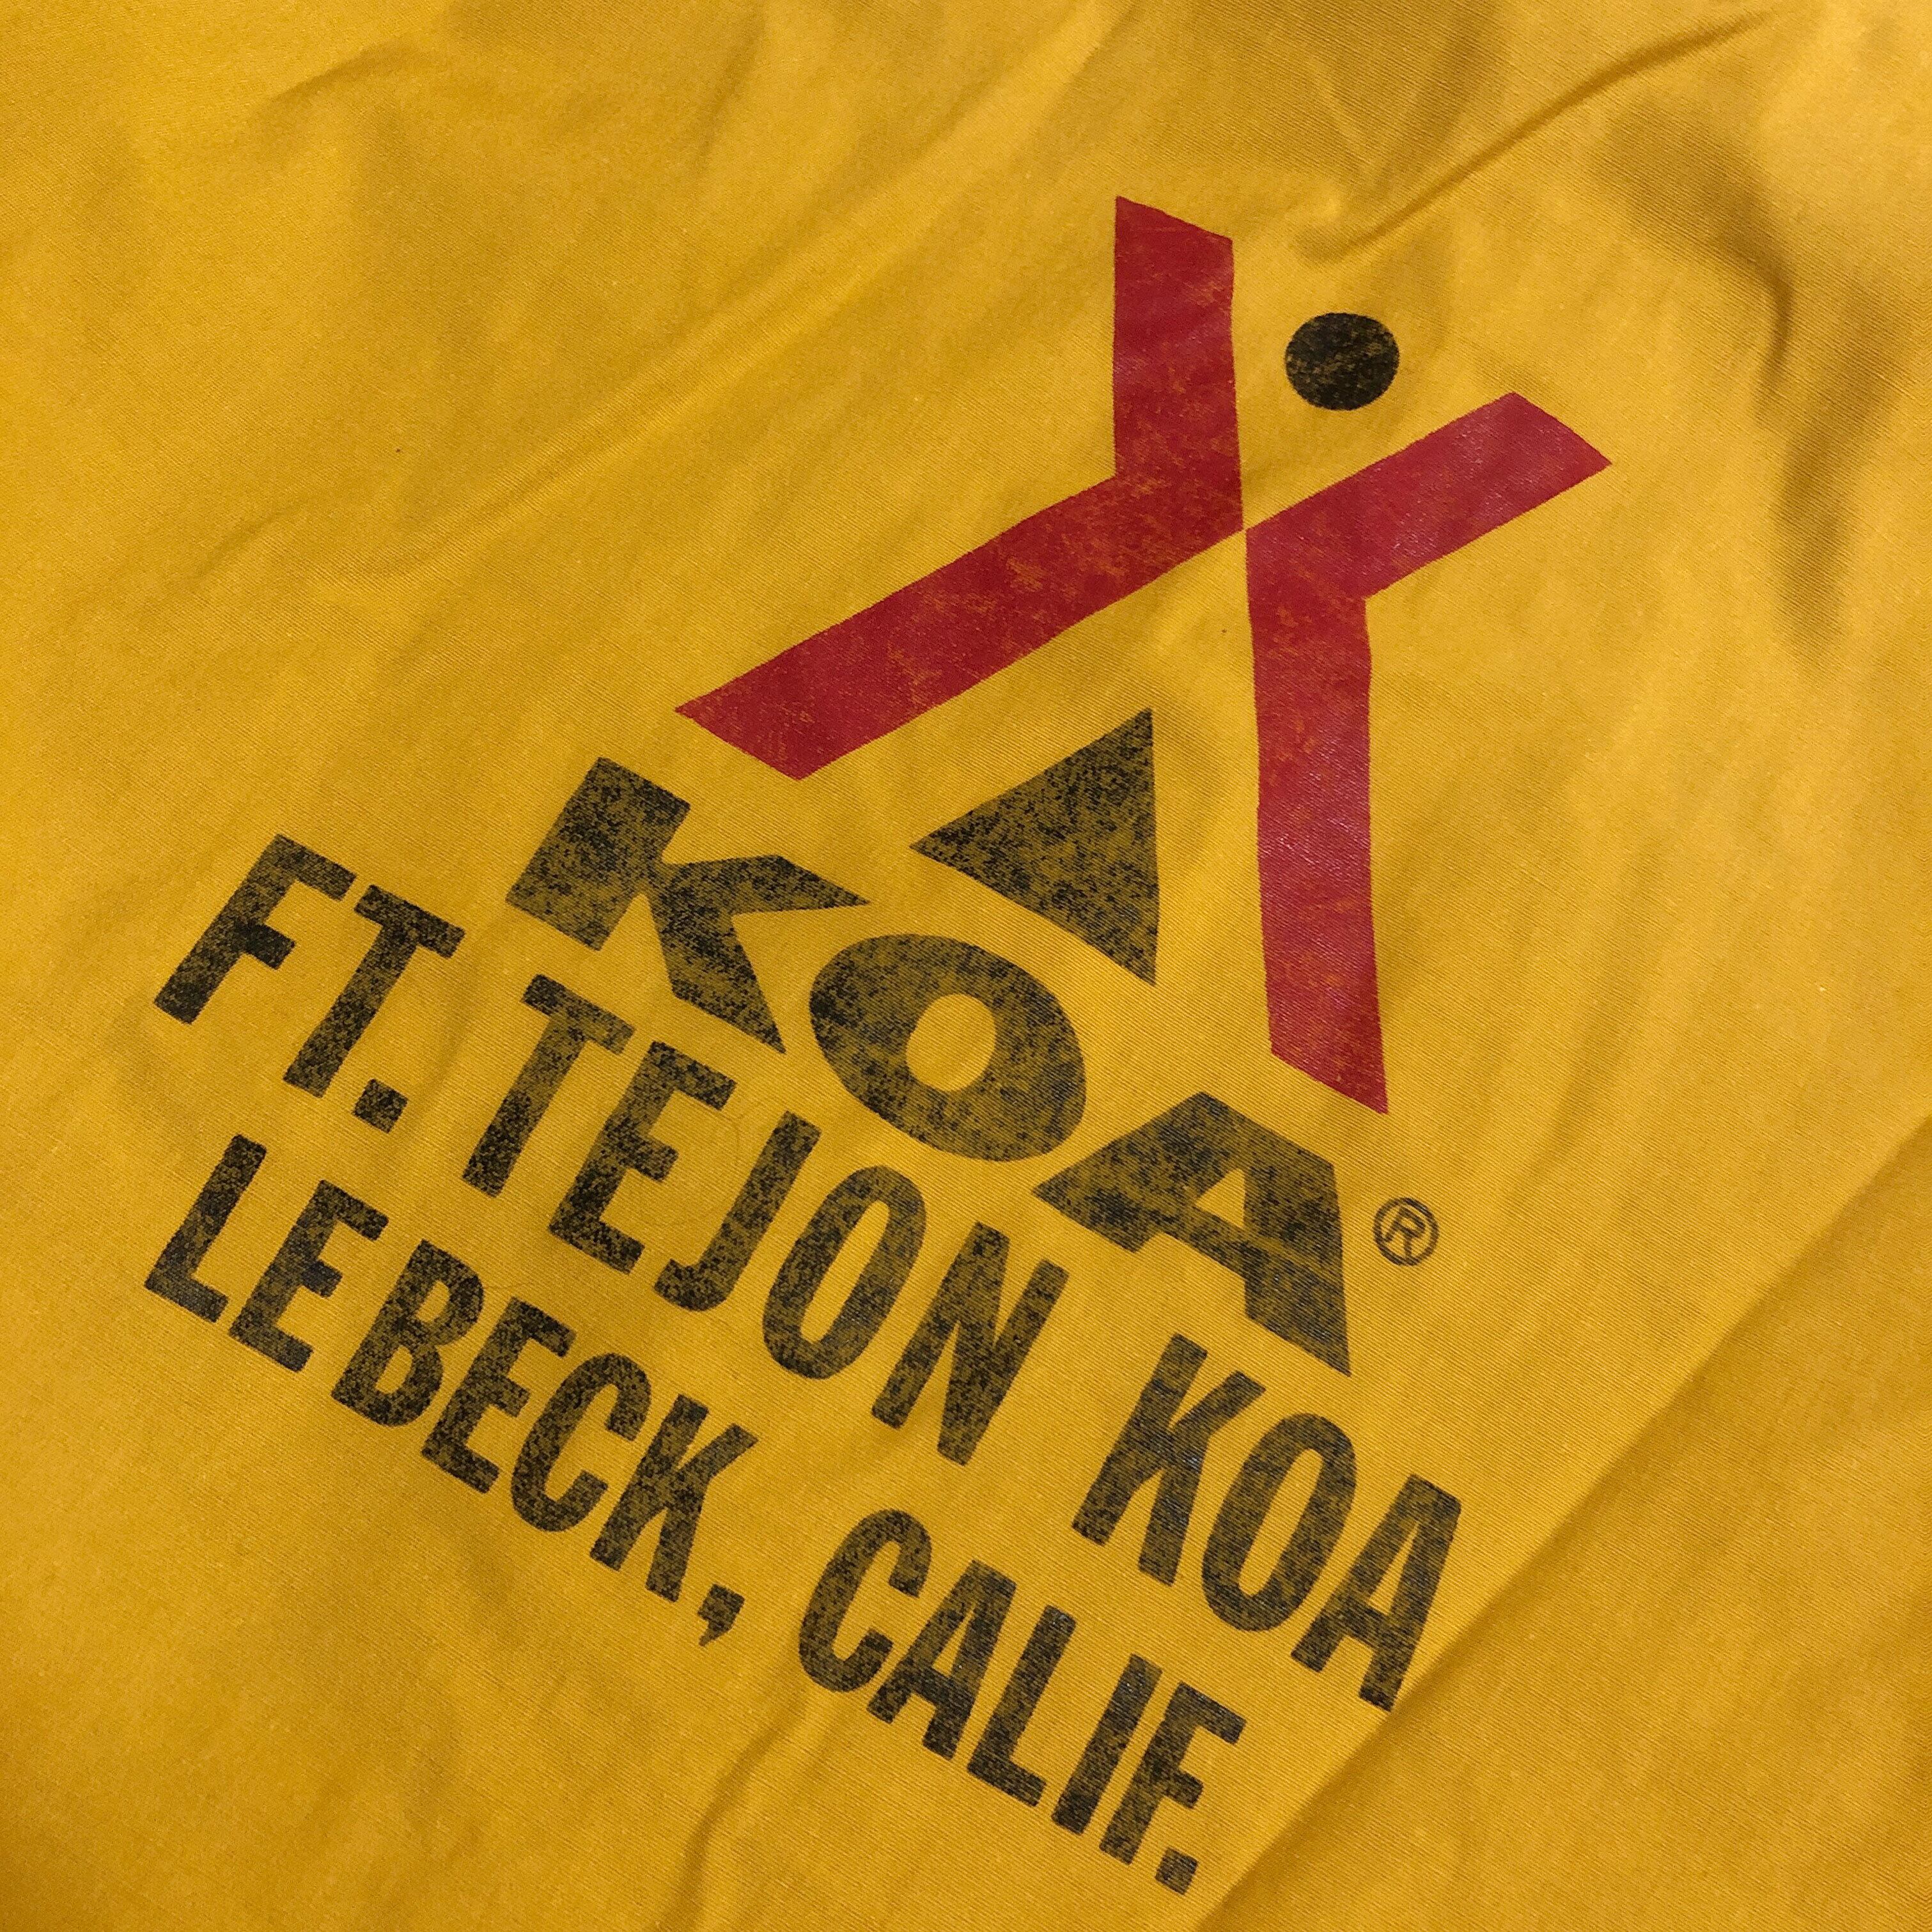 KOA®
FT. TEJON KOA
LEBECK, CALIF.